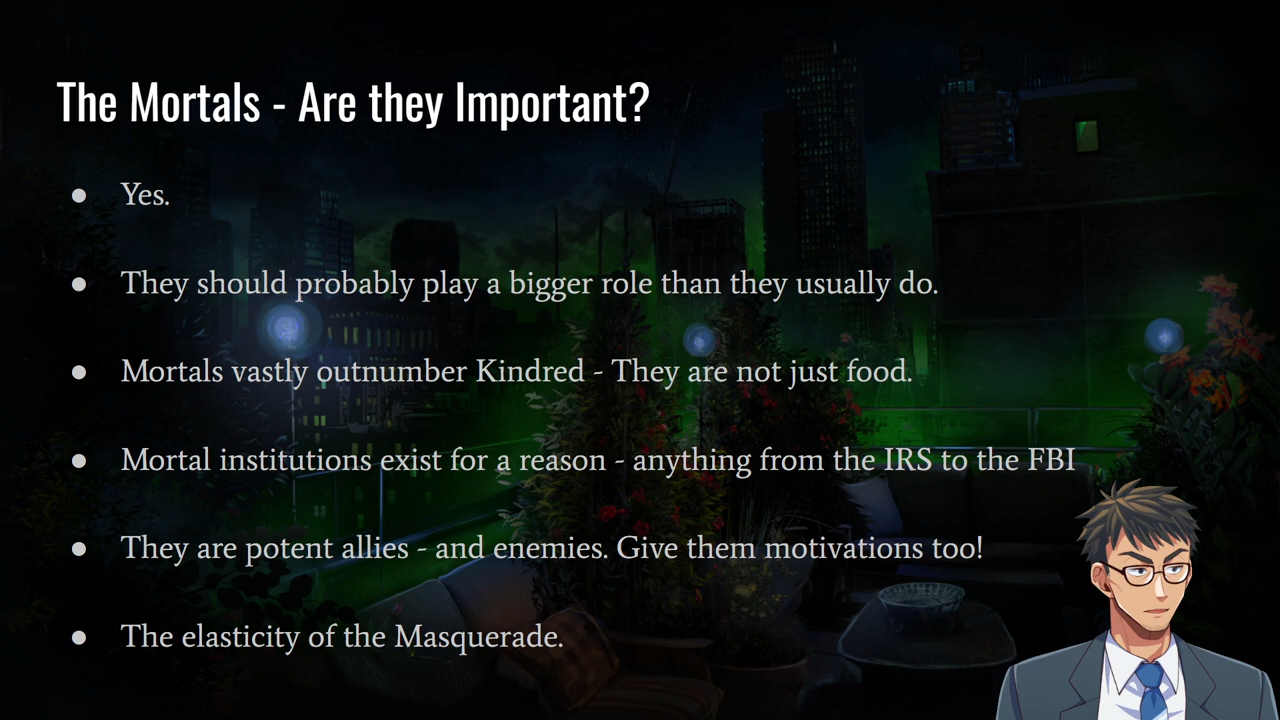 The Mortals - Are they Important?
● Yes.
● They should probably play a bigger role than they usually do.
● Mortals vastly outnumber Kindred - They are not just food.
● Mortal institutions exist for a reason - anything from the IRS to the FBI
● They are potent allies - and enemies. Give them motivations too!
● The elasticity of the Masquerade.